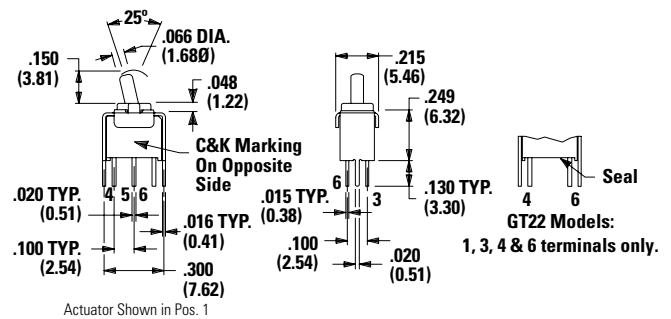 25º
.066 DIA.
(1.68Ø)
.150
(3.81)
.048
(1.22)
C&K Marking
On Opposite
Side
.020 TYP.
(0.51)
4 5 6
.016 TYP.
(0.41)
.100 TYP.
(2.54)
.300
(7.62)
Actuator Shown in Pos. 1
.215
(5.46)
.249
(6.32)
6
3
.015 TYP.
(0.38)
.130 TYP.
(3.30)
.100
(2.54)
.020
(0.51)
Seal
4 6
GT22 Models:
1, 3, 4 & 6 terminals only.